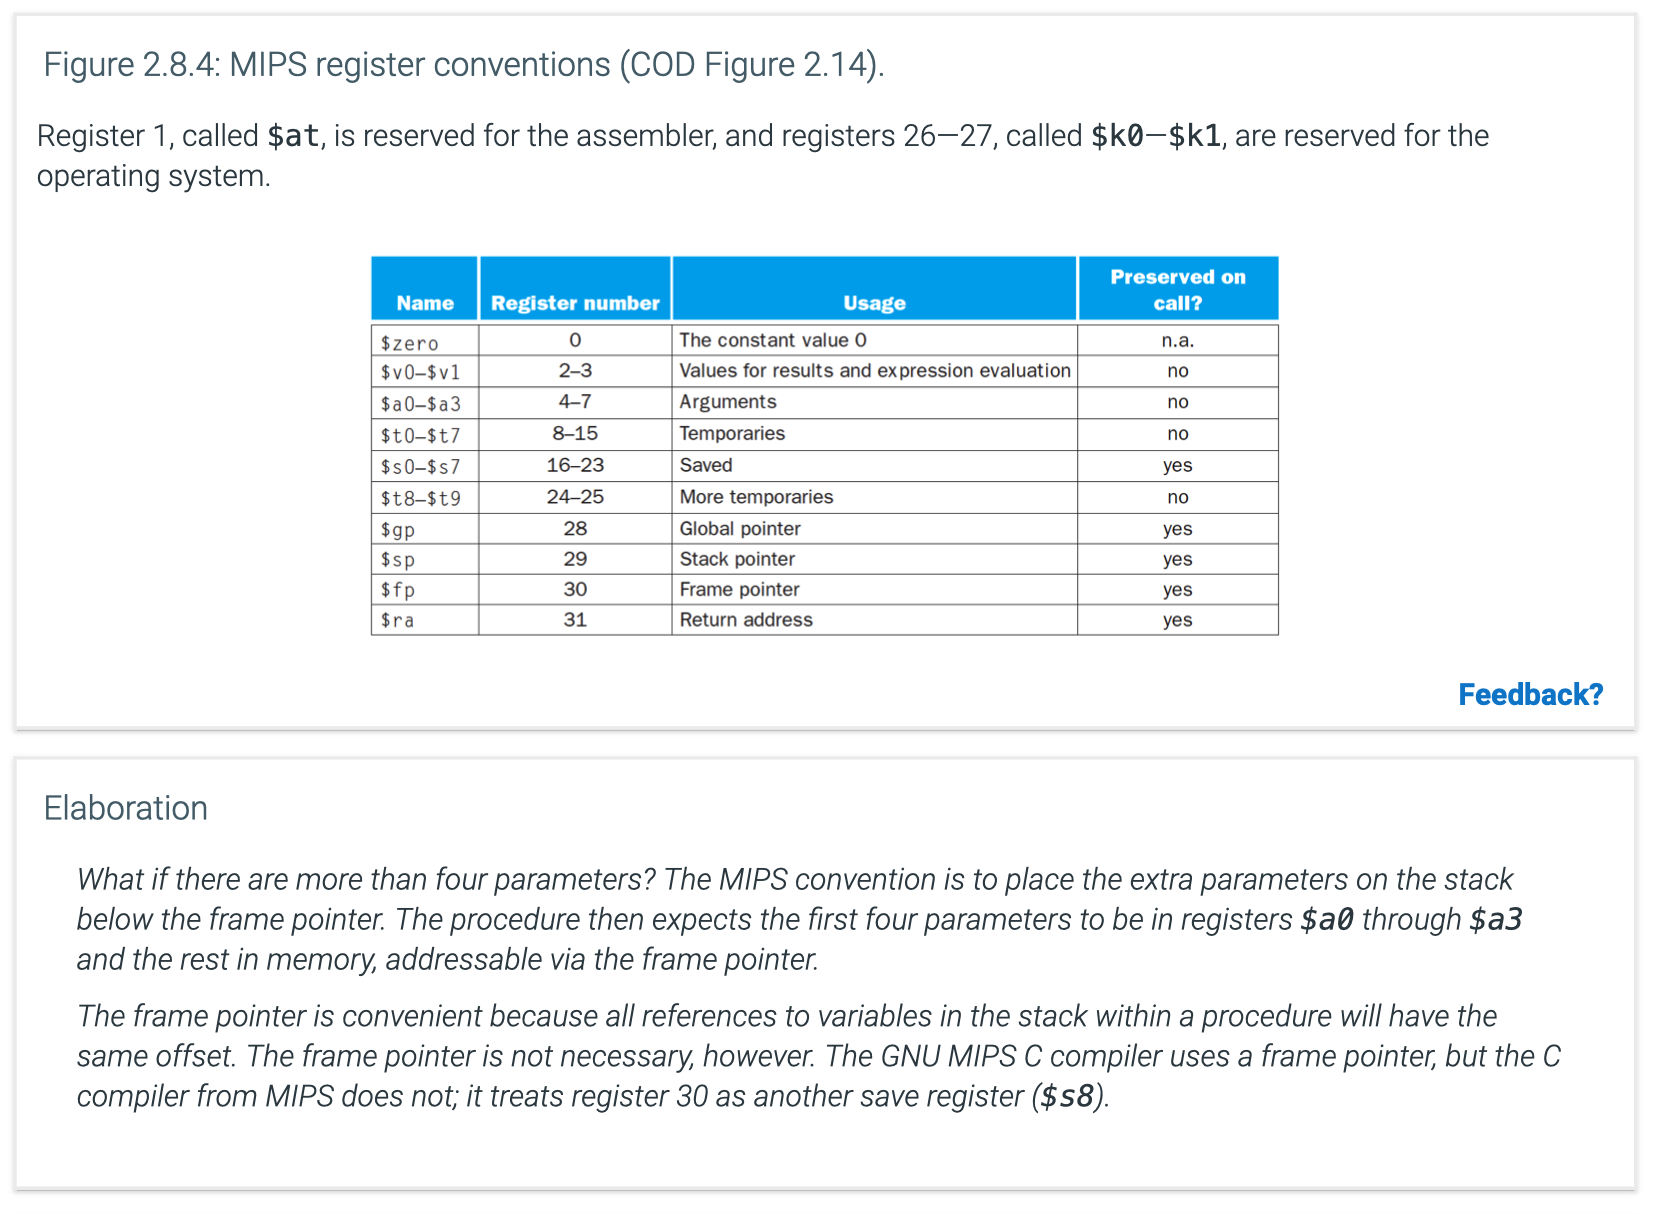 Figure 2.8.4: MIPS register conventions (COD Figure 2.14).
Register 1, called $at, is reserved for the assembler, and registers 26—27, called $k0—$k1, are reserved for the
operating system.
Name Register number Usage Preserved on call?
$zero 0 The constant value 0 n.a.
$v0–$v1 2–3 Values for results and expression evaluation no
$a0–$a3 4–7 Arguments no
$t0–$t7 8–15 Temporaries no
$s0–$s7 16–23 Saved yes
$t8–$t9 24–25 More temporaries no
$gp 28 Global pointer yes
$sp 29 Stack pointer yes
$fp 30 Frame pointer yes
$ra 31 Return address yes
Feedback?
Elaboration
What if there are more than four parameters? The MIPS convention is to place the extra parameters on the stack
below the frame pointer. The procedure then expects the first four parameters to be in registers $a0 through $a3
and the rest in memory, addressable via the frame pointer.
The frame pointer is convenient because all references to variables in the stack within a procedure will have the
same offset. The frame pointer is not necessary, however. The GNU MIPS C compiler uses a frame pointer, but the C
compiler from MIPS does not; it treats register 30 as another save register ($s8).